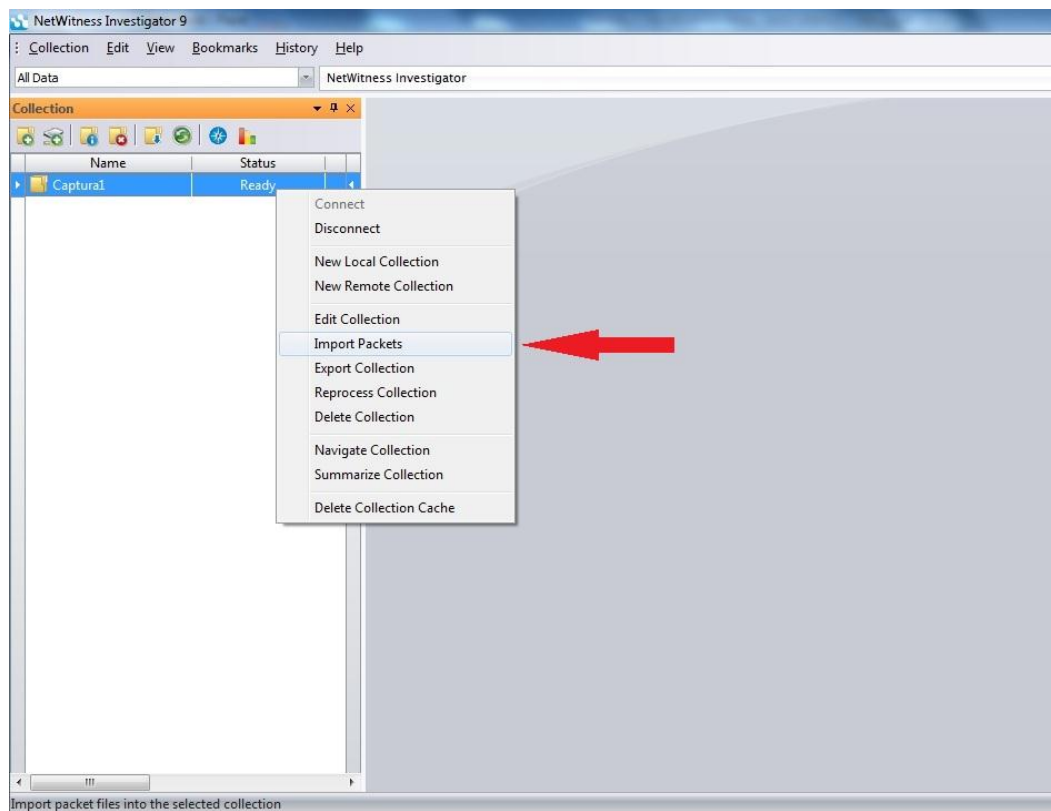 NetWitness Investigator 9
Collection Edit View Bookmarks History Help
All Data NetWitness Investigator
Collection
Name Status
Captura1 Ready
Connect
Disconnect
New Local Collection
New Remote Collection
Edit Collection
Import Packets
Export Collection
Reprocess Collection
Delete Collection
Navigate Collection
Summarize Collection
Delete Collection Cache
Import packet files into the selected collection